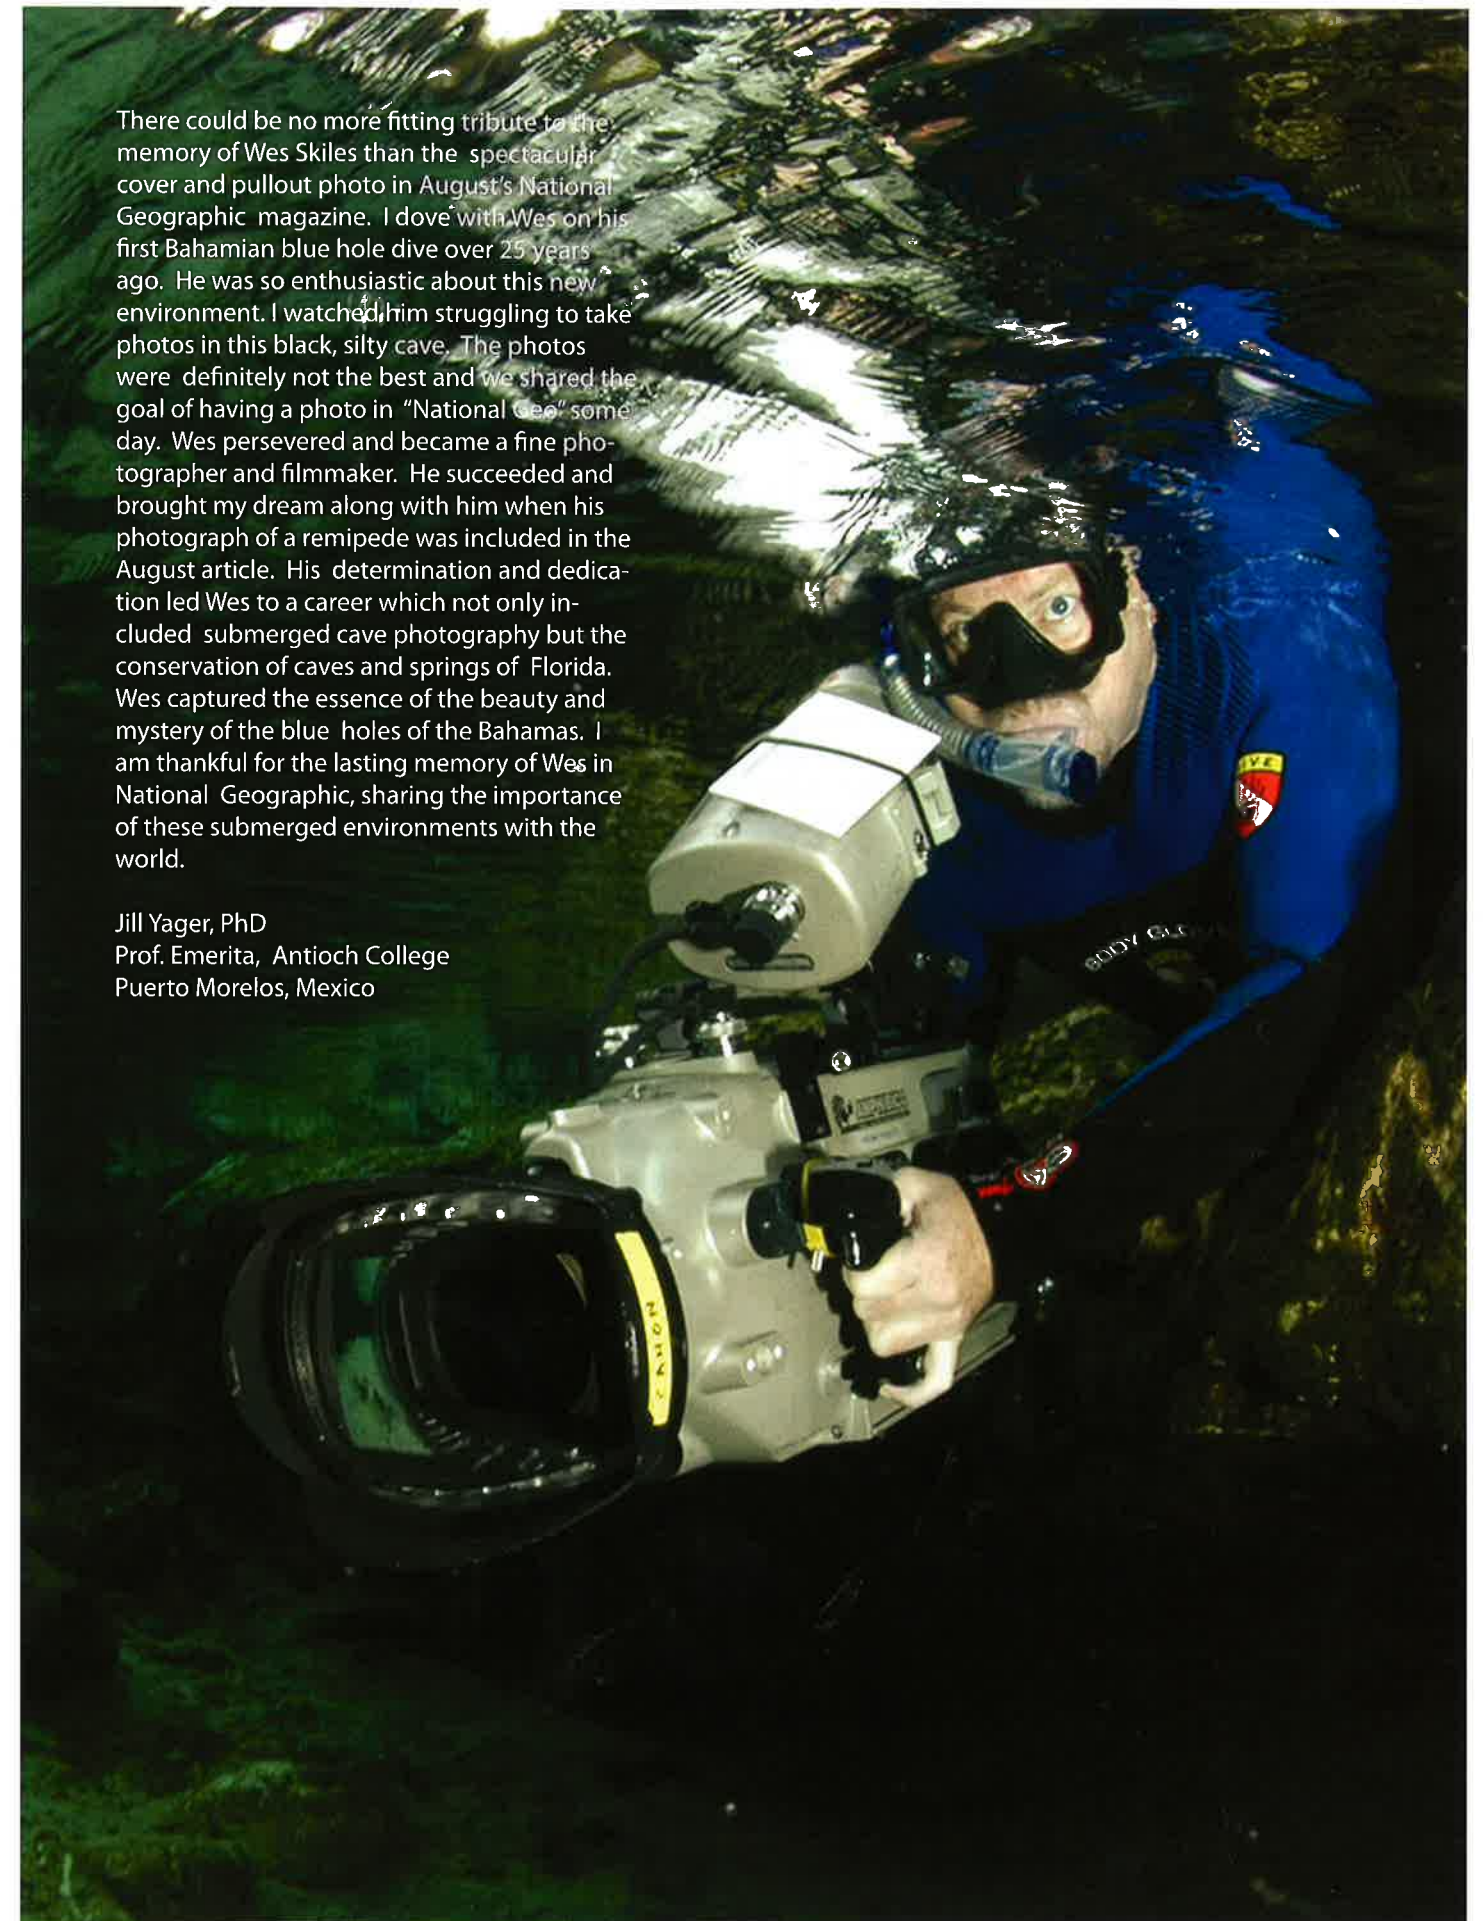 There could be no more fitting tribute to the
memory of Wes Skiles than the spectacular
cover and pullout photo in August's National
Geographic magazine. I dove with Wes on his
first Bahamian blue hole dive over 25 years
ago. He was so enthusiastic about this new
environment. I watched him struggling to take
photos in this black, silty cave. The photos
were definitely not the best and we shared the
goal of having a photo in "National Geo" some
day. Wes persevered and became a fine pho-
tographer and filmmaker. He succeeded and
brought my dream along with him when his
photograph of a remipede was included in the
August article. His determination and dedica-
tion led Wes to a career which not only in-
cluded submerged cave photography but the
conservation of caves and springs of Florida.
Wes captured the essence of the beauty and
mystery of the blue holes of the Bahamas. I
am thankful for the lasting memory of Wes in
National Geographic, sharing the importance
of these submerged environments with the
world.
Jill Yager, PhD
Prof. Emerita, Antioch College
Puerto Morelos, Mexico
BODY
CANON